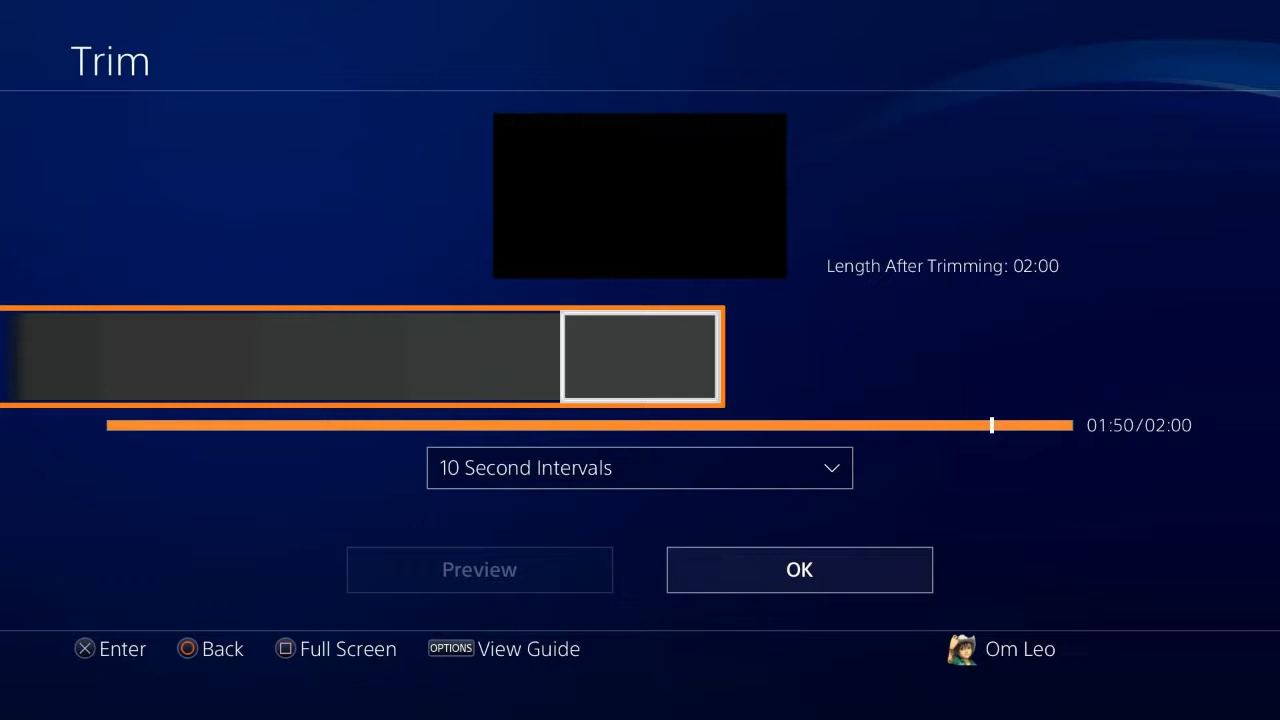 Trim
Length After Trimming: 02:00
01:50/02:00
10 Second Intervals
Preview
OK
Enter
Back
Full Screen
OPTIONS View Guide
Om Leo